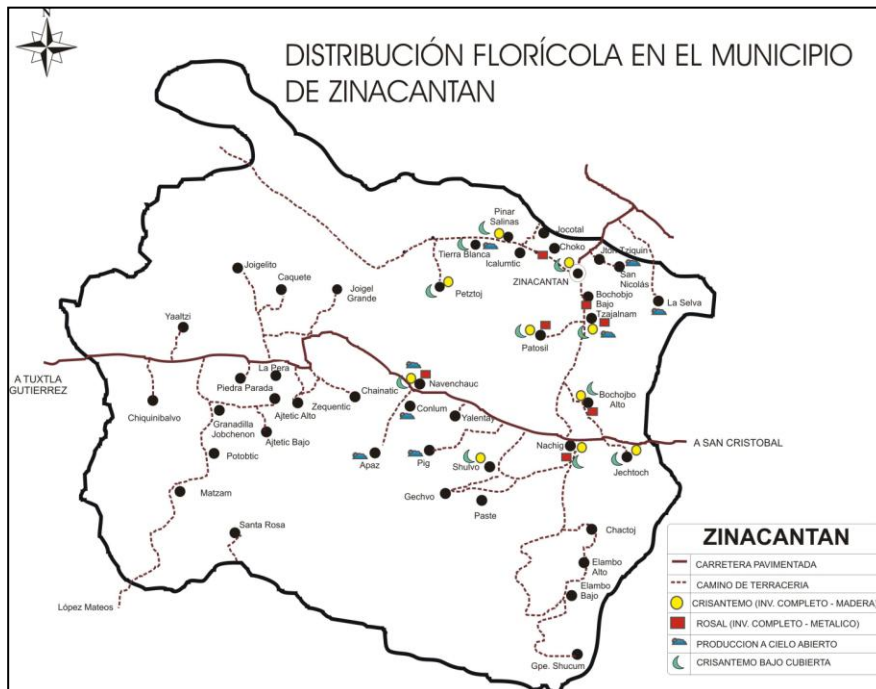 DISTRIBUCIÓN FLORÍCOLA EN EL MUNICIPIO
DE ZINACANTAN
Pinar
Salinas
Jocotal
Tierra Blanca
Icalumtic
Choko
Jton Tziquin
ZINACANTAN
San
Nicolás
Joigelito
Caquete
Joigel
Grande
Petztoj
Bochobjo
Bajo
Tzajalnam
La Selva
Yaaltzi
Patosil
A TUXTLA
GUTIERREZ
La Pera
Piedra Parada
Chainatic
Navenchauc
Chiquinibalvo
Granadilla
Jobchenon
Ajtetic Alto
Zequentic
Conlum
Yalentay
Bochojbo
Alto
Ajtetic Bajo
Potobtic
Apaz
Pig
Shulvo
Nachig
Jechtoch
A SAN CRISTOBAL
Matzam
Gechvo
Paste
Santa Rosa
Chactoj
Elambo
Alto
Elambo
Bajo
López Mateos
Gpe. Shucum
ZINACANTAN
CARRETERA PAVIMENTADA
CAMINO DE TERRACERIA
CRISANTEMO (INV. COMPLETO - MADERA)
ROSAL (INV. COMPLETO - METALICO)
PRODUCCION A CIELO ABIERTO
CRISANTEMO BAJO CUBIERTA